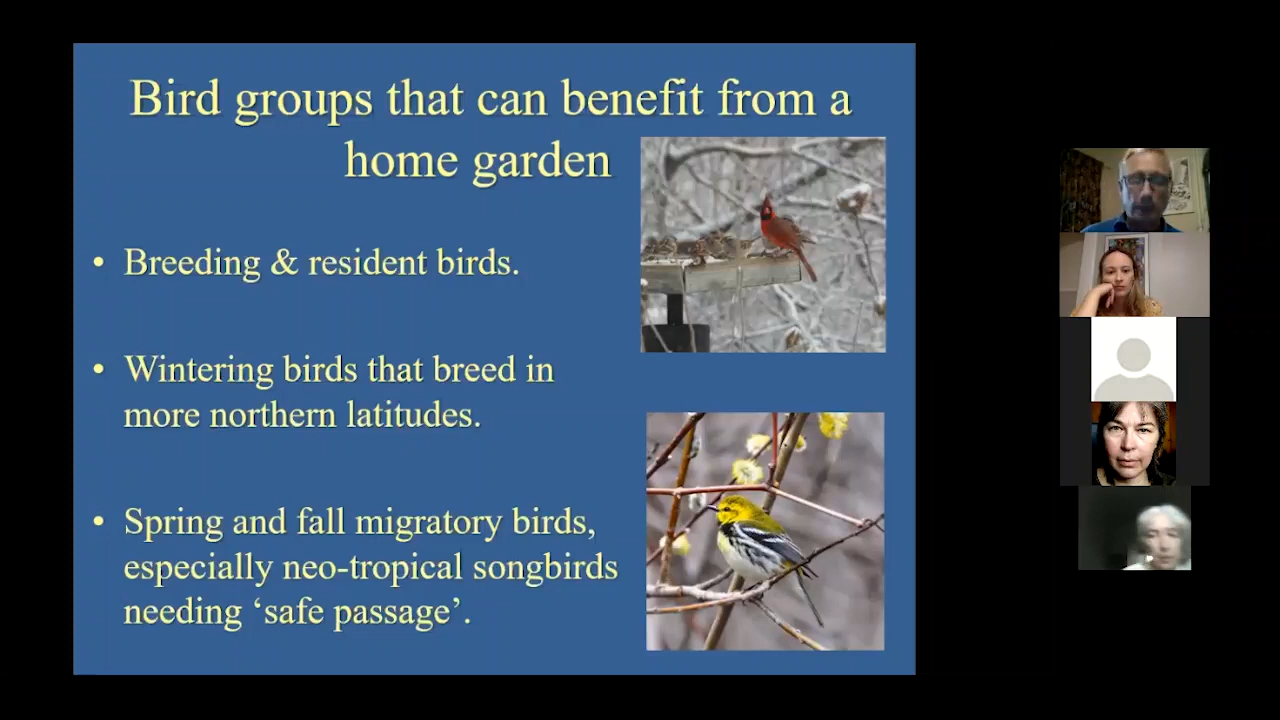 Bird groups that can benefit from a
home garden
• Breeding & resident birds.
• Wintering birds that breed in
more northern latitudes.
• Spring and fall migratory birds,
especially neo-tropical songbirds
needing ‘safe passage’.